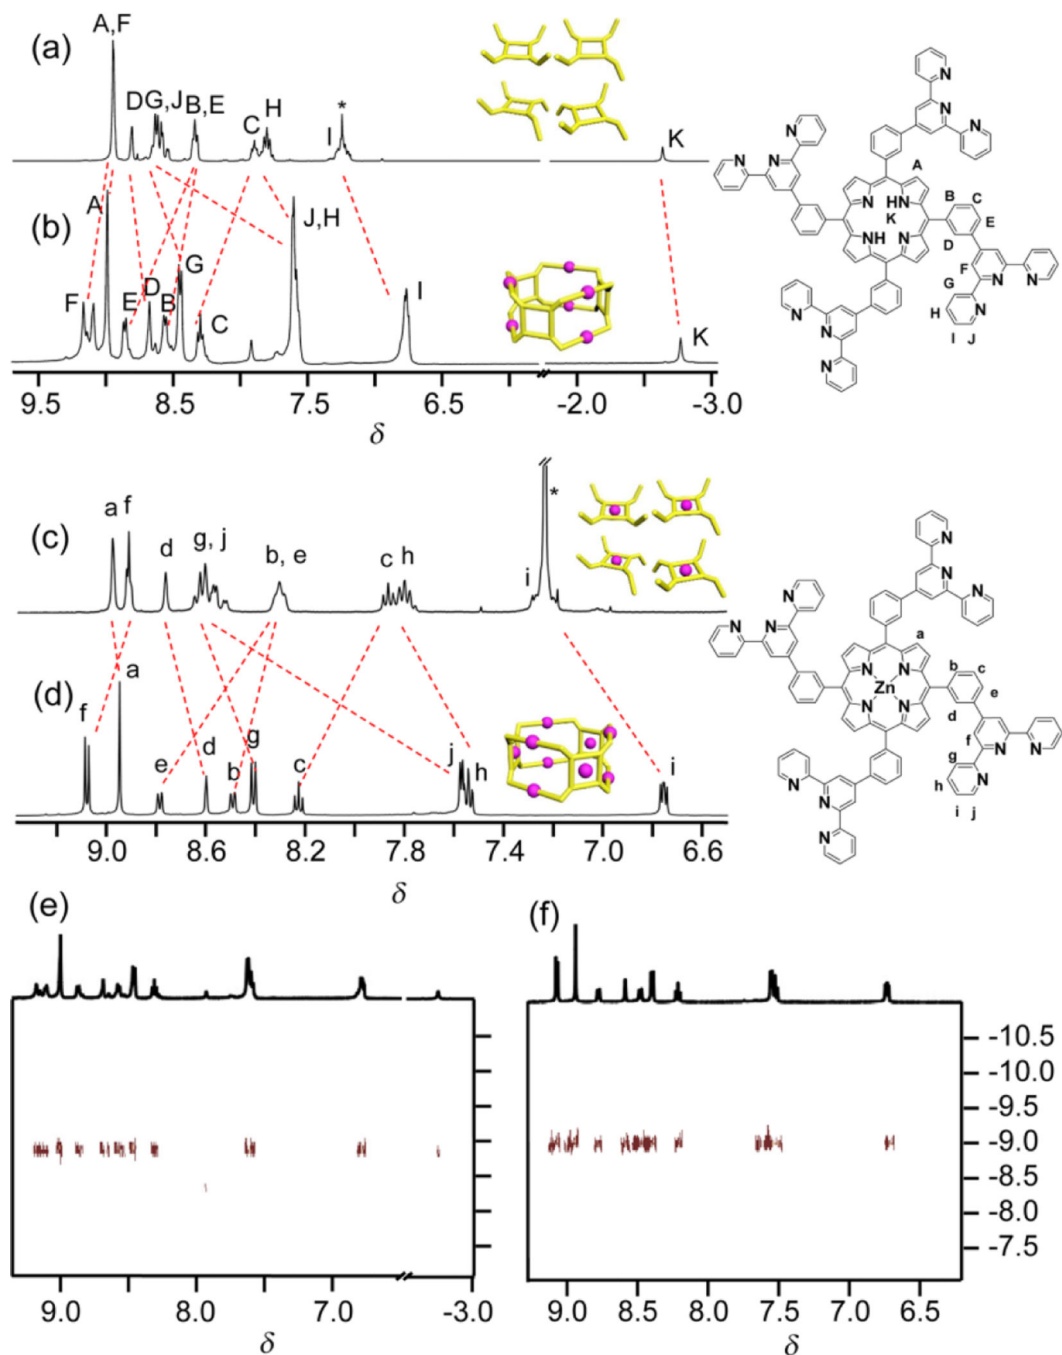 (a)
A,F
D
G,J
B,E
C
H
I
*
K
(b)
F
A
E
D
B
G
C
J,H
I
K
9.5 8.5 7.5 6.5 -2.0 -3.0
δ
N
N
N
N
N
N
A
N HN
K
NH N
B
C
E
D
F
N
N
G
N
H
I J
N
N
N
N
N
N
(c)
a
f
d
g, j
b, e
c
h
i
*
(d)
f
a
e
d
b
g
c
j
h
i
9.0 8.6 8.2 7.8 7.4 7.0 6.6
δ
N
N
N
N
N
N
a
N N
Zn
N N
b
c
e
d
f
N
N
g
N
h
i j
N
N
N
N
(e)
9.0 8.0 7.0 -3.0
δ
(f)
-10.5
-10.0
-9.5
-9.0
-8.5
-8.0
-7.5
9.0 8.5 8.0 7.5 7.0 6.5
δ